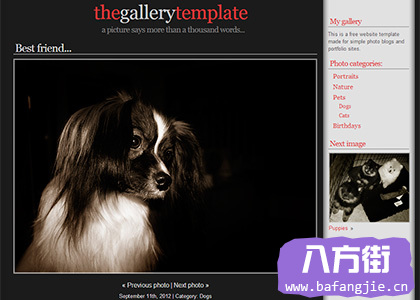 thegallerytemplate
a picture says more than a thousand words...
Best friend...
« Previous photo | Next photo »
September 11th, 2012 | Category: Dogs
My gallery
This is a free website template
made for simple photo blogs and
portfolio sites.
Photo categories:
Portraits
Nature
Pets
Dogs
Cats
Birthdays
Next image
Puppies »
八方街
www.bafangjie.cn